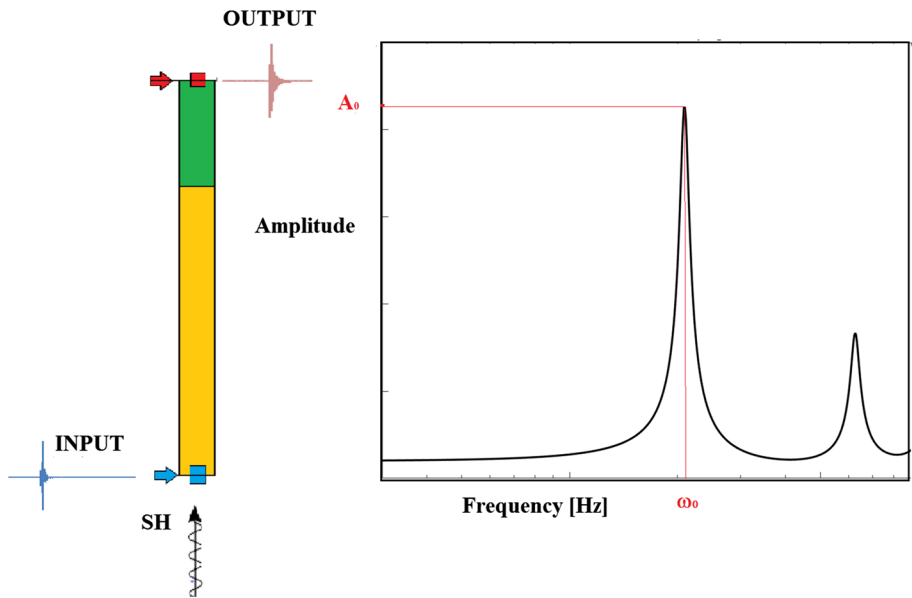 OUTPUT
A₀
Amplitude
INPUT
SH
Frequency [Hz]
ω₀